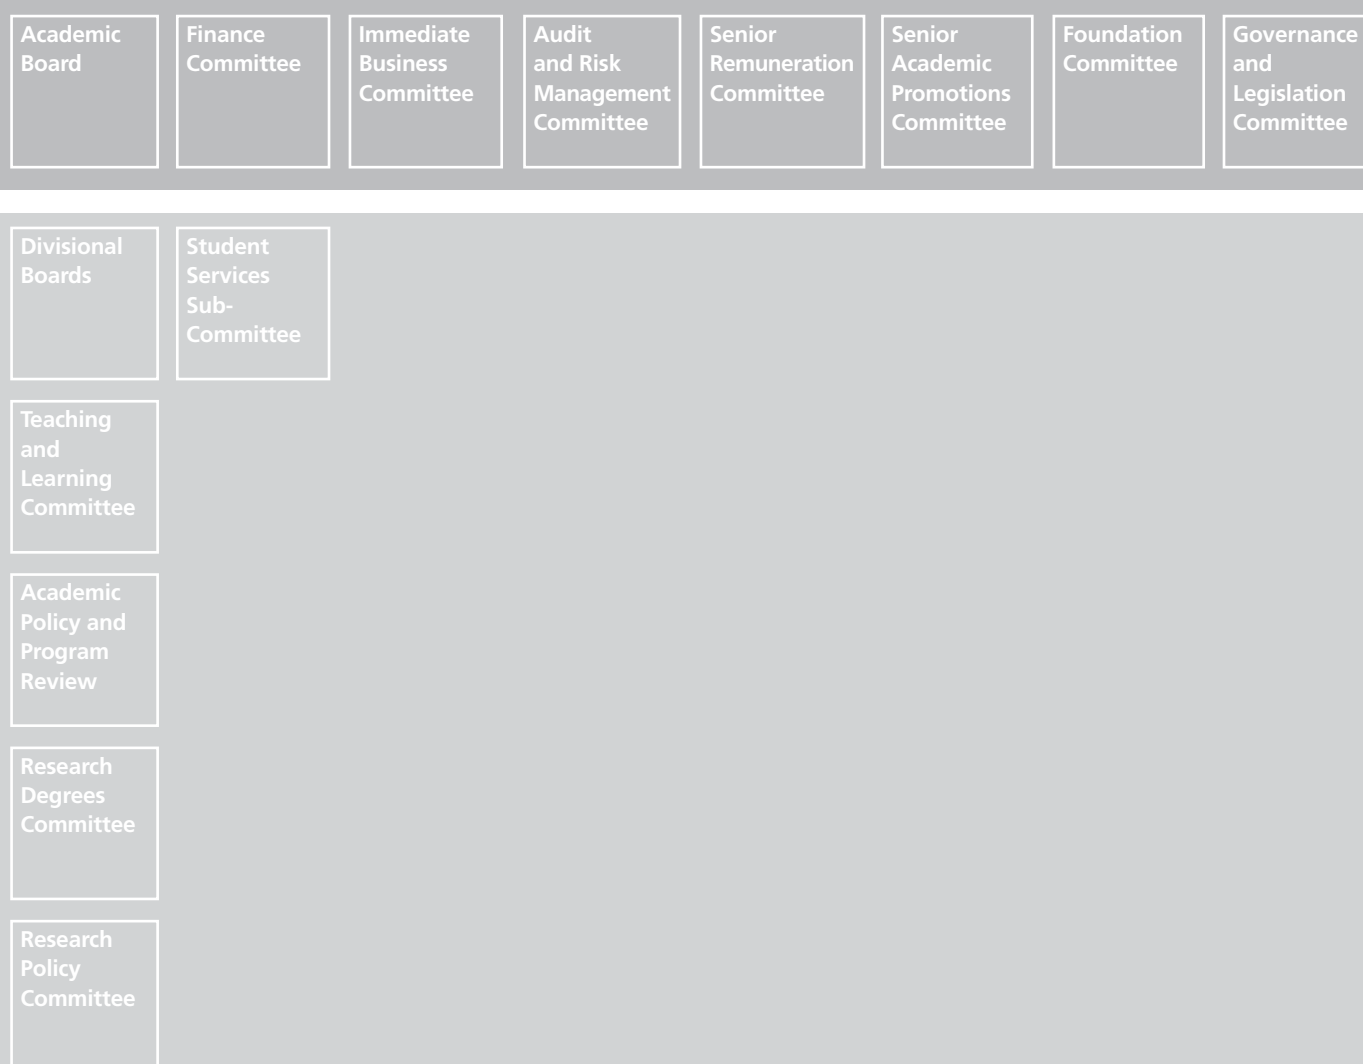 Academic
Board
Finance
Committee
Immediate
Business
Committee
Audit
and Risk
Management
Committee
Senior
Remuneration
Committee
Senior
Academic
Promotions
Committee
Foundation
Committee
Governance
and
Legislation
Committee
Divisional
Boards
Student
Services
Sub-
Committee
Teaching
and
Learning
Committee
Academic
Policy and
Program
Review
Research
Degrees
Committee
Research
Policy
Committee